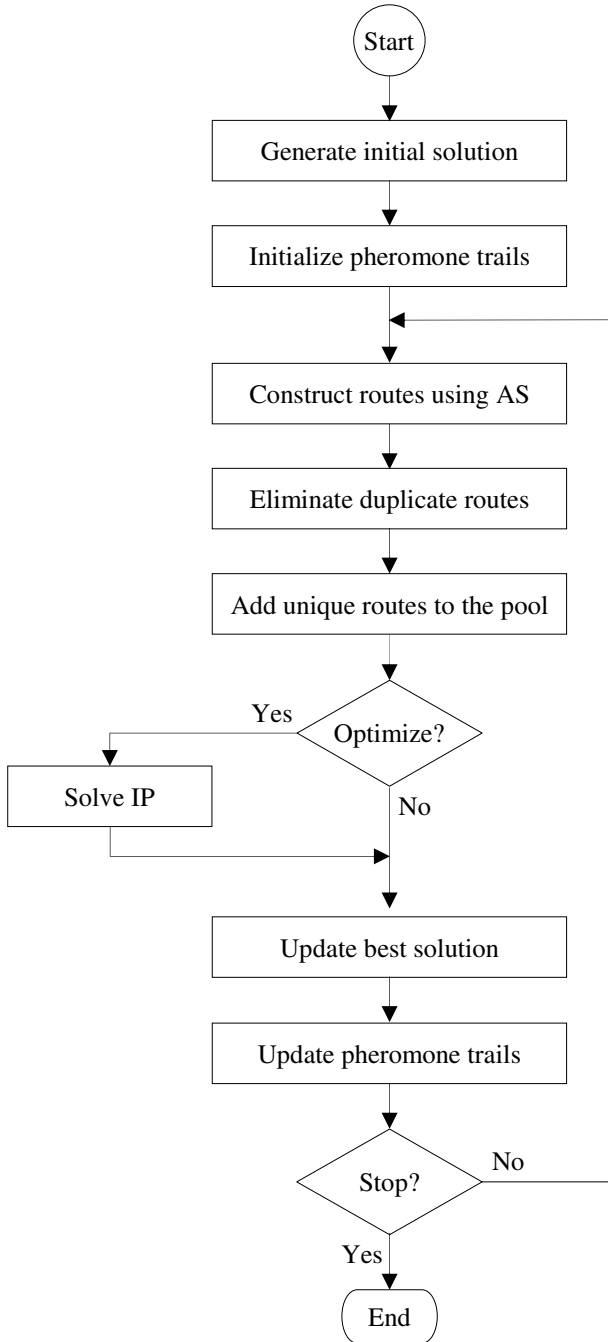 Start
Generate initial solution
Initialize pheromone trails
Construct routes using AS
Eliminate duplicate routes
Add unique routes to the pool
Yes
Optimize?
Solve IP
No
Update best solution
Update pheromone trails
No
Stop?
Yes
End